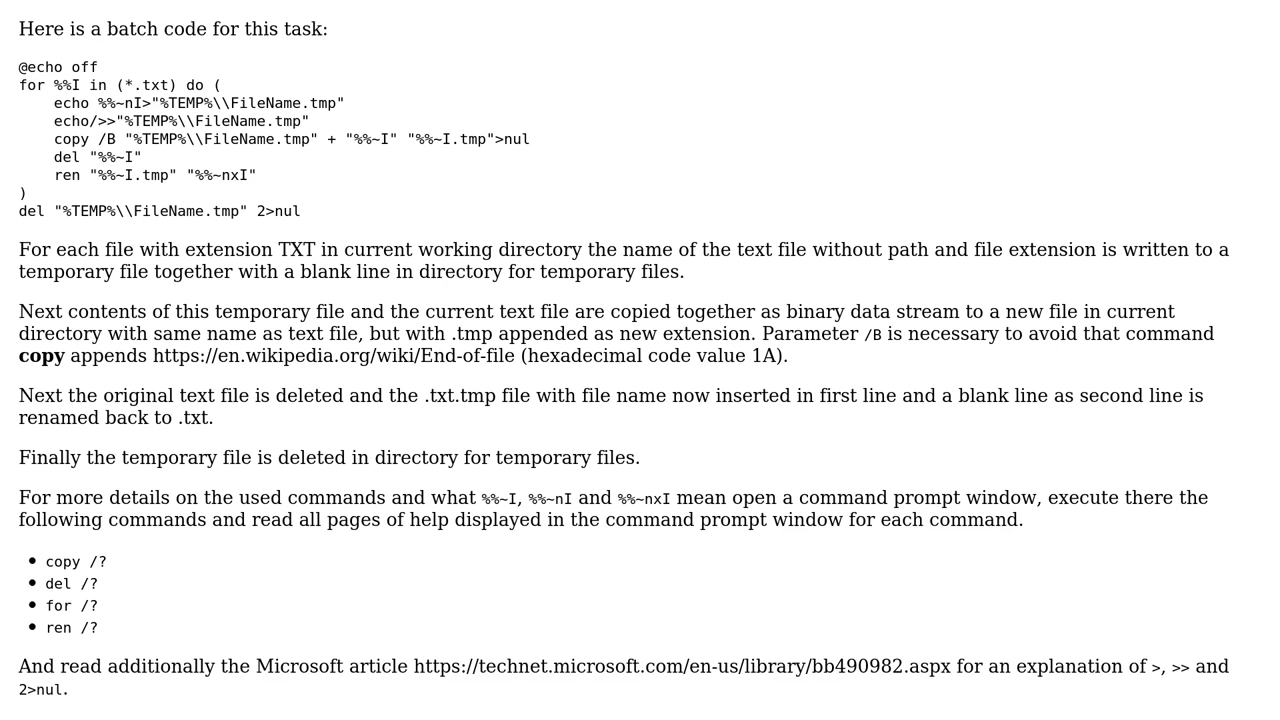 Here is a batch code for this task:
@echo off
for %%I in (*.txt) do (
    echo %%~nI>"%TEMP%\\FileName.tmp"
    echo/>>"%TEMP%\\FileName.tmp"
    copy /B "%TEMP%\\FileName.tmp" + "%%~I" "%%~I.tmp">nul
    del "%%~I"
    ren "%%~I.tmp" "%%~nxI"
)
del "%TEMP%\\FileName.tmp" 2>nul
For each file with extension TXT in current working directory the name of the text file without path and file extension is written to a
temporary file together with a blank line in directory for temporary files.
Next contents of this temporary file and the current text file are copied together as binary data stream to a new file in current
directory with same name as text file, but with .tmp appended as new extension. Parameter /B is necessary to avoid that command
copy appends https://en.wikipedia.org/wiki/End-of-file (hexadecimal code value 1A).
Next the original text file is deleted and the .txt.tmp file with file name now inserted in first line and a blank line as second line is
renamed back to .txt.
Finally the temporary file is deleted in directory for temporary files.
For more details on the used commands and what %%~I, %%~nI and %%~nxI mean open a command prompt window, execute there the
following commands and read all pages of help displayed in the command prompt window for each command.
• copy /?
• del /?
• for /?
• ren /?
And read additionally the Microsoft article https://technet.microsoft.com/en-us/library/bb490982.aspx for an explanation of >, >> and
2>nul.